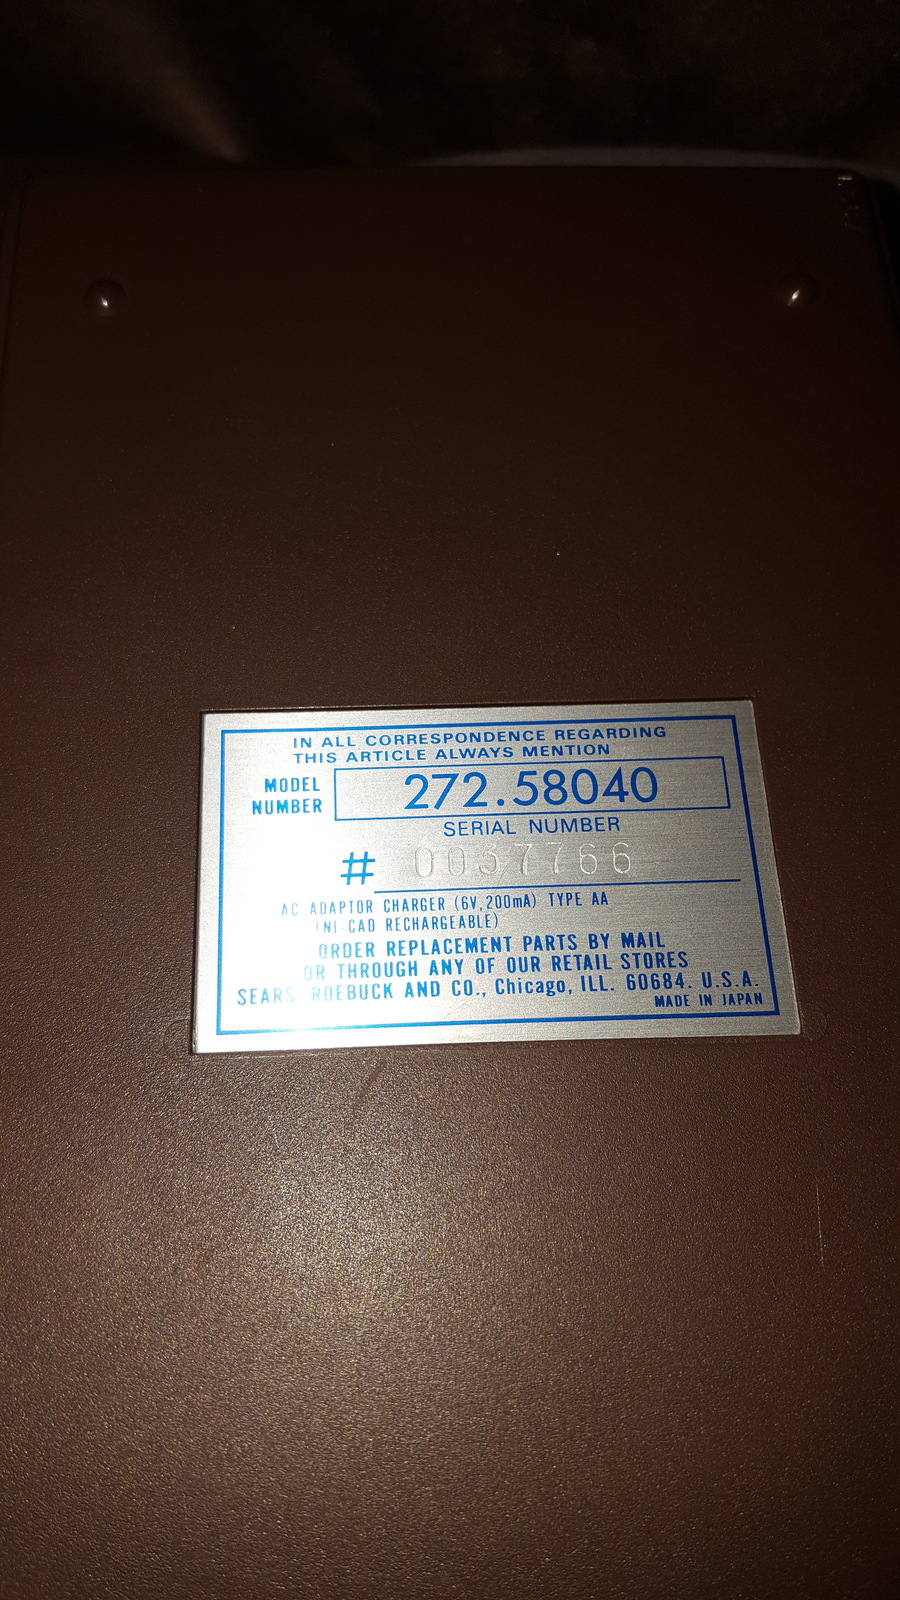 IN ALL CORRESPONDENCE REGARDING
THIS ARTICLE ALWAYS MENTION
MODEL NUMBER 272.58040
SERIAL NUMBER
# 0037766
AC ADAPTOR CHARGER (6V,200mA) TYPE AA
(NI-CAD RECHARGEABLE)
ORDER REPLACEMENT PARTS BY MAIL
OR THROUGH ANY OF OUR RETAIL STORES
SEARS ROEBUCK AND CO., Chicago, ILL. 60684. U.S.A.
MADE IN JAPAN